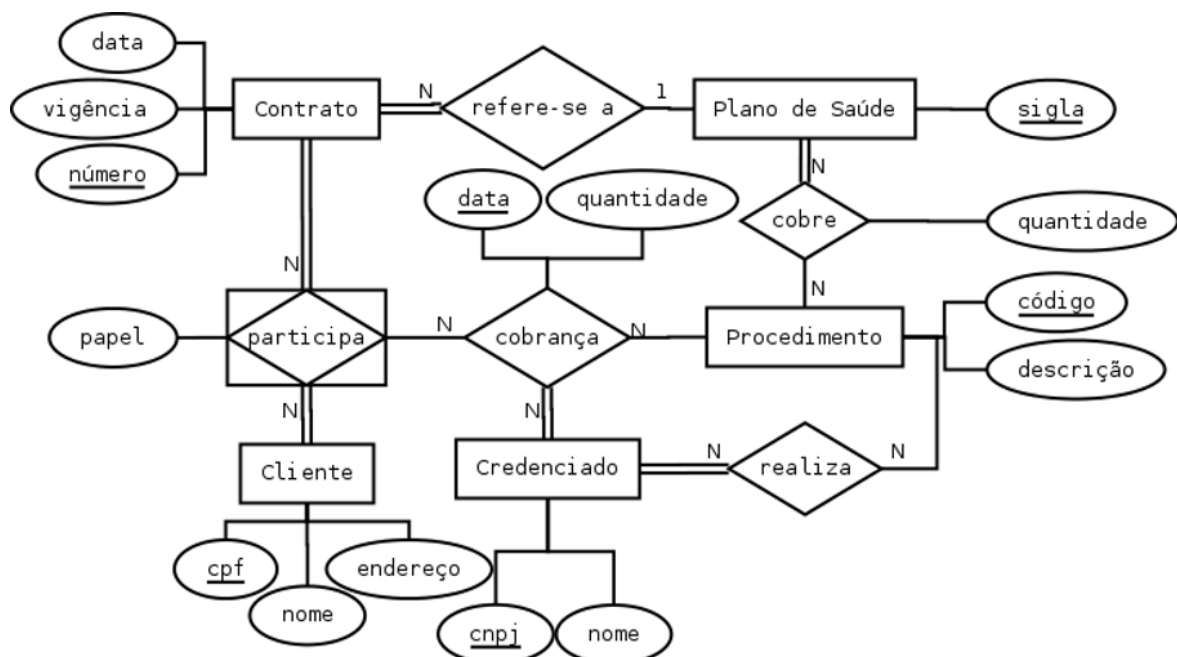 data
N
1
Contrato
refere-se a
Plano de Saúde
sigla
vigência
número
N
data
quantidade
cobre
quantidade
N
N
código
papel
participa
N
cobrança
N
Procedimento
descrição
N
N
N
N
Cliente
Credenciado
realiza
cpf
endereço
nome
cnpj
nome